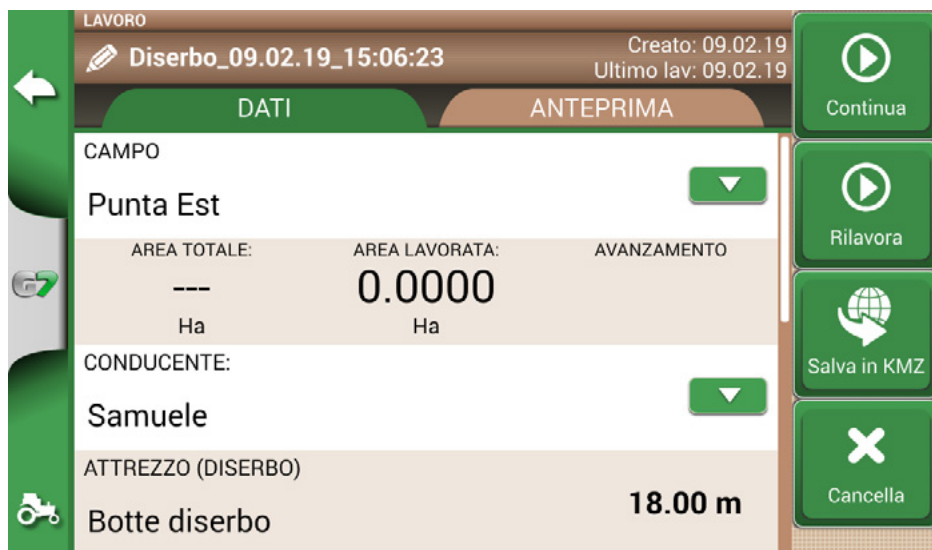 LAVORO
Diserbo_09.02.19_15:06:23
Creato: 09.02.19
Ultimo lav: 09.02.19
DATI
ANTEPRIMA
CAMPO
Punta Est
AREA TOTALE:
AREA LAVORATA:
AVANZAMENTO
---
0.0000
Ha
Ha
CONDUCENTE:
Samuele
ATTREZZO (DISERBO)
Botte diserbo
18.00 m
G7
Continua
Rilavora
Salva in KMZ
Cancella